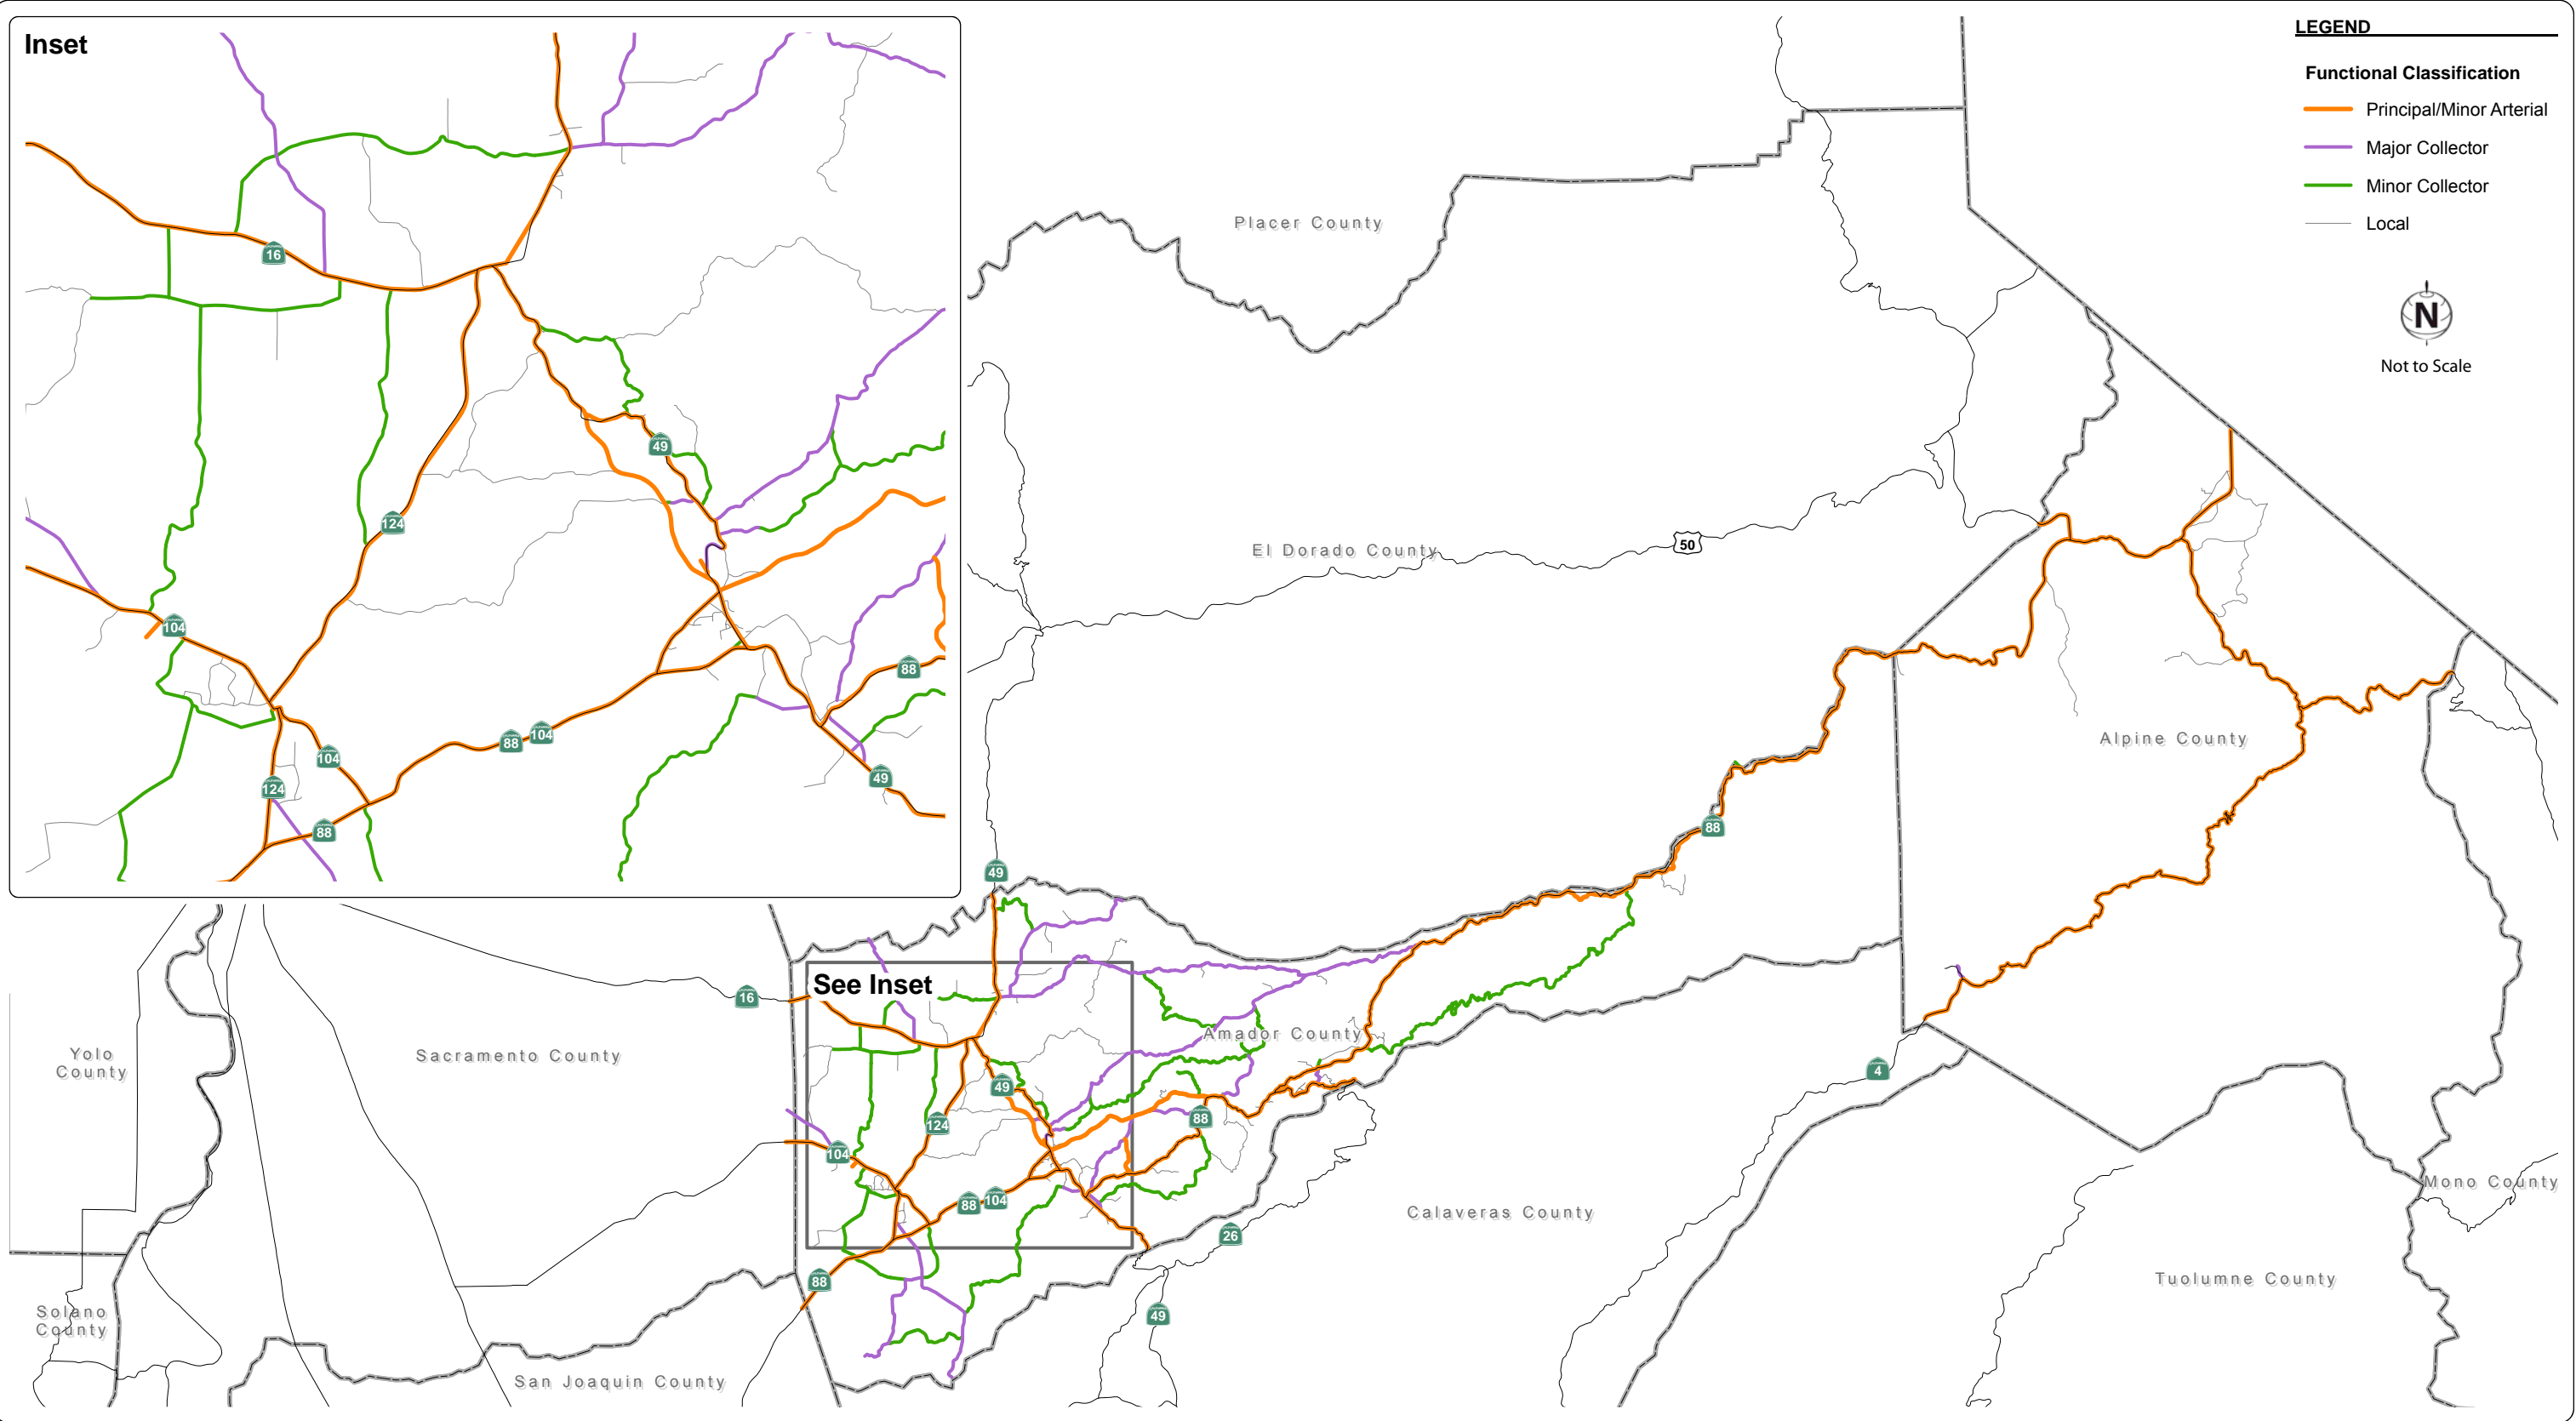 Inset
16
49
124
104
88
88
104
104
49
124
88
LEGEND
Functional Classification
Principal/Minor Arterial
Major Collector
Minor Collector
Local
N
Not to Scale
Placer County
El Dorado County
50
Alpine County
88
49
See Inset
16
Amador County
Yolo
County
Sacramento County
4
49
88
124
104
88
104
Mono County
Calaveras County
26
88
Tuolumne County
Solano
County
49
San Joaquin County